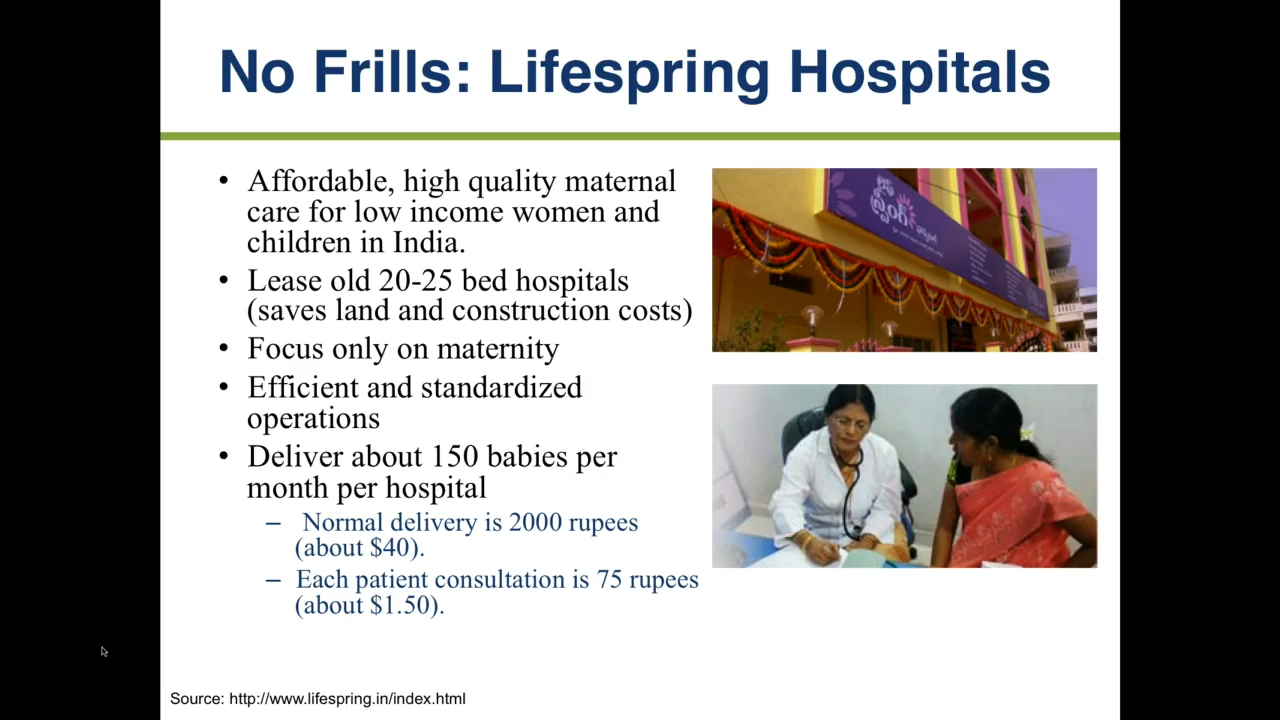 No Frills: Lifespring Hospitals
• Affordable, high quality maternal
care for low income women and
children in India.
• Lease old 20-25 bed hospitals
(saves land and construction costs)
• Focus only on maternity
• Efficient and standardized
operations
• Deliver about 150 babies per
month per hospital
– Normal delivery is 2000 rupees
(about $40).
– Each patient consultation is 75 rupees
(about $1.50).
లైఫ్
స్ప్రింగ్
Source: http://www.lifespring.in/index.html